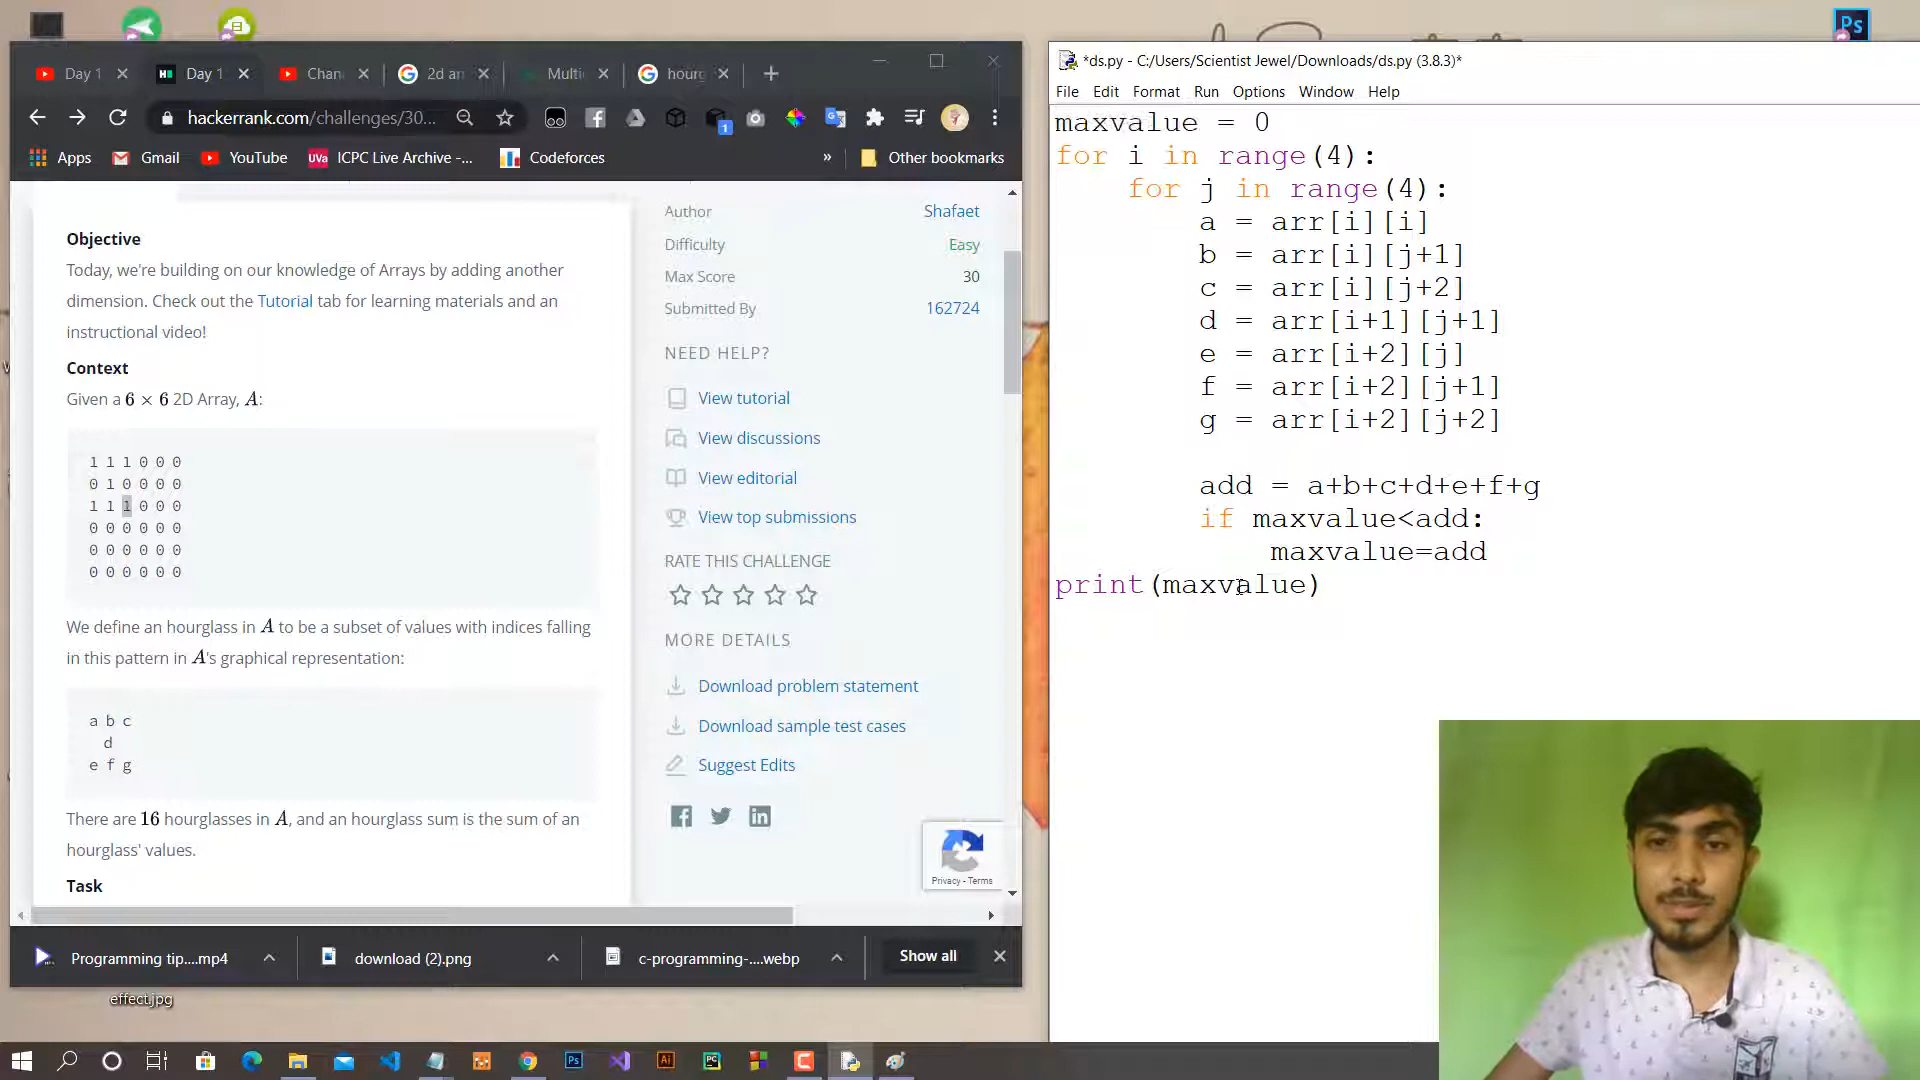 Ps
Day 1
Day 1
Chan
2d ar
Multi
hourg
hackerrank.com/challenges/30...
1
Apps
Gmail
YouTube
UVa
ICPC Live Archive -...
Codeforces
»
Other bookmarks
Objective
Today, we're building on our knowledge of Arrays by adding another
dimension. Check out the Tutorial tab for learning materials and an
instructional video!
Context
Given a 6 × 6 2D Array, A:
1 1 1 0 0 0
0 1 0 0 0 0
1 1 1 0 0 0
0 0 0 0 0 0
0 0 0 0 0 0
0 0 0 0 0 0
We define an hourglass in A to be a subset of values with indices falling
in this pattern in A's graphical representation:
a b c
d
e f g
There are 16 hourglasses in A, and an hourglass sum is the sum of an
hourglass' values.
Task
Author Shafaet
Difficulty Easy
Max Score 30
Submitted By 162724
NEED HELP?
View tutorial
View discussions
View editorial
View top submissions
RATE THIS CHALLENGE
MORE DETAILS
Download problem statement
Download sample test cases
Suggest Edits
Privacy - Terms
Programming tip....mp4
download (2).png
c-programming-....webp
Show all
effect.jpg
*ds.py - C:/Users/Scientist Jewel/Downloads/ds.py (3.8.3)*
File Edit Format Run Options Window Help
maxvalue = 0
for i in range(4):
for j in range(4):
a = arr[i][i]
b = arr[i][j+1]
c = arr[i][j+2]
d = arr[i+1][j+1]
e = arr[i+2][j]
f = arr[i+2][j+1]
g = arr[i+2][j+2]
add = a+b+c+d+e+f+g
if maxvalue<add:
maxvalue=add
print(maxvalue)
Ps
Ai
PC